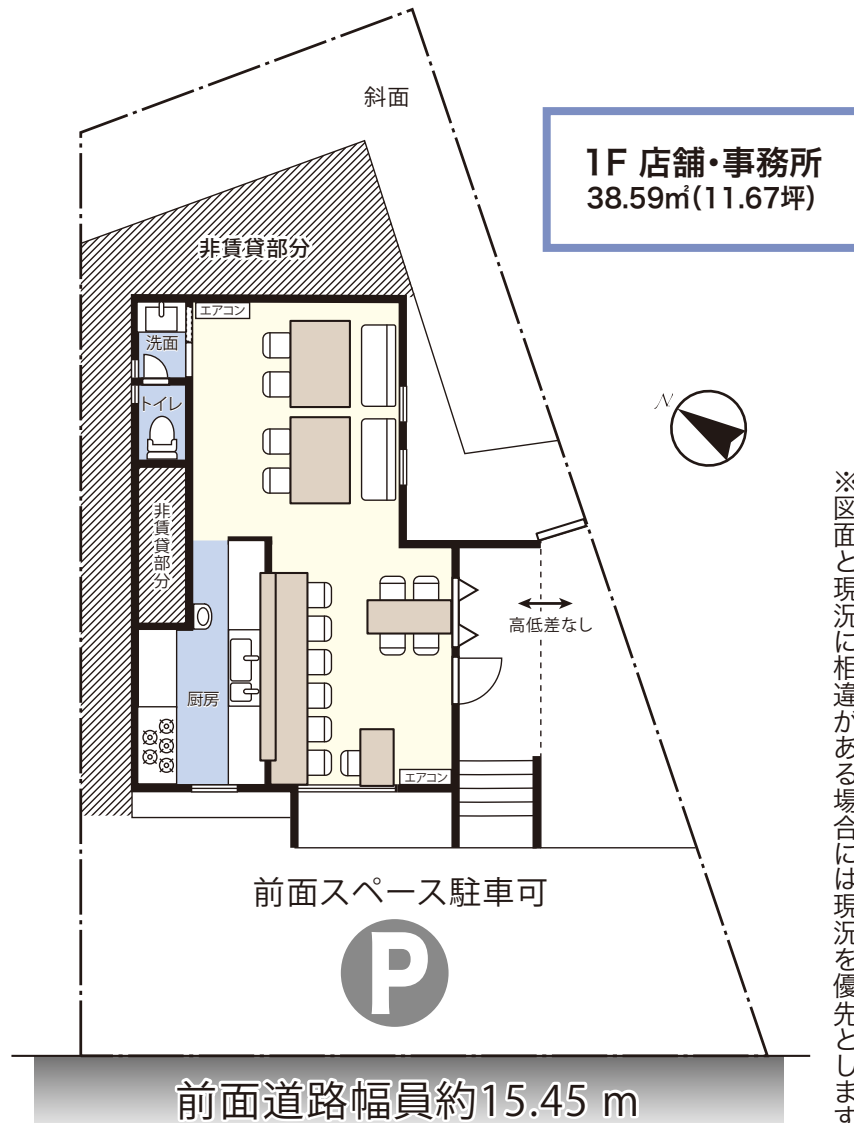 斜面
1F 店舗・事務所
38.59㎡(11.67坪)
非賃貸部分
エアコン
洗面
トイレ
N
非賃貸部分
高低差なし
厨房
エアコン
前面スペース駐車可
P
前面道路幅員約15.45 m
※図面と現況に相違がある場合には現況を優先とします